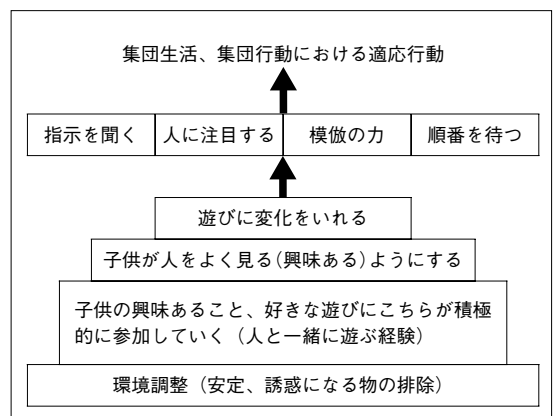 集団生活、集団行動における適応行動
指示を聞く
人に注目する
模倣の力
順番を待つ
遊びに変化をいれる
子供が人をよく見る(興味ある)ようにする
子供の興味あること、好きな遊びにこちらが積極
的に参加していく（人と一緒に遊ぶ経験）
環境調整（安定、誘惑になる物の排除）